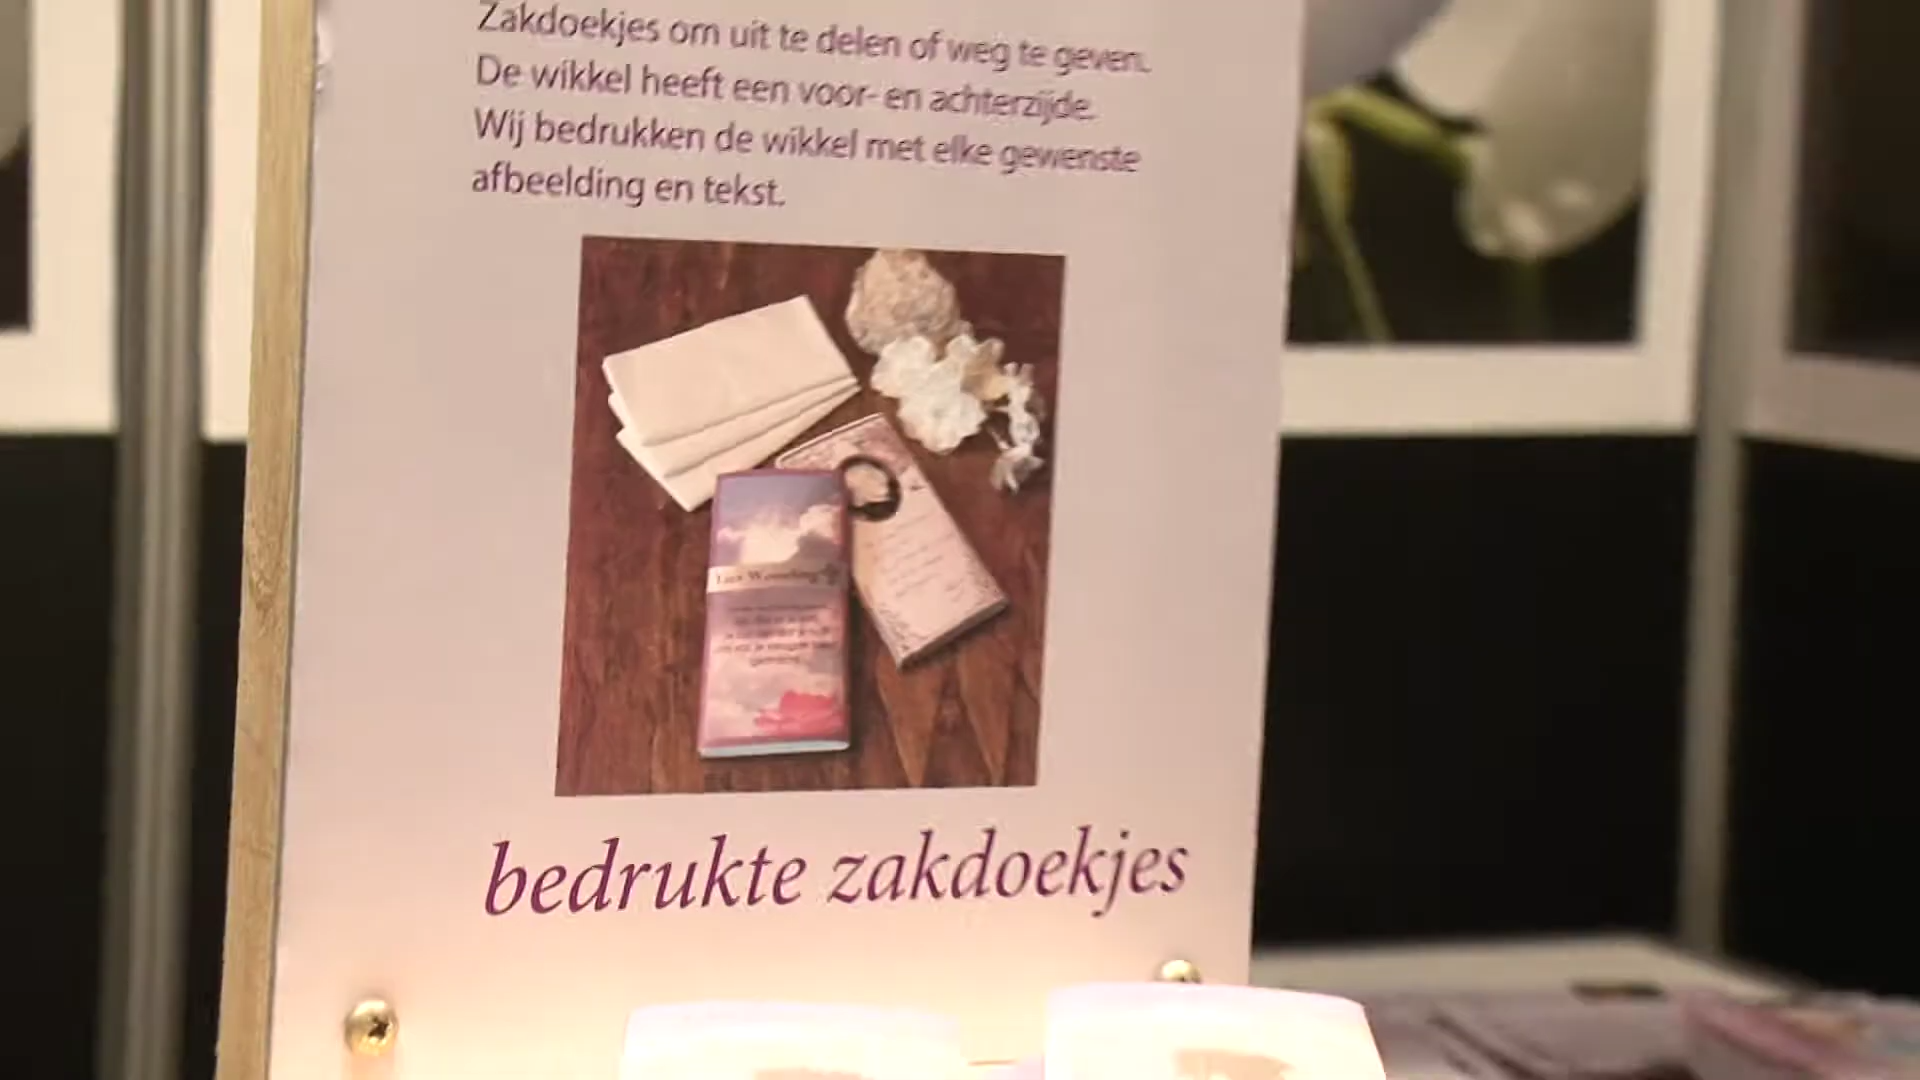 Zakdoekjes om uit te delen of weg te geven.
De wikkel heeft een voor- en achterzijde.
Wij bedrukken de wikkel met elke gewenste
afbeelding en tekst.
bedrukte zakdoekjes